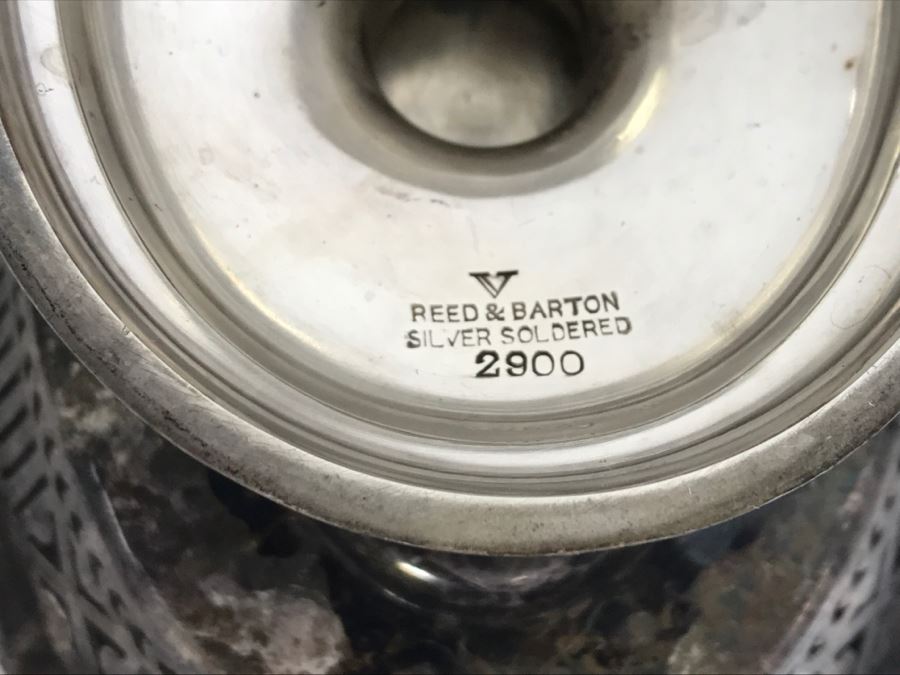 REED & BARTON
SILVER SOLDERED
2900